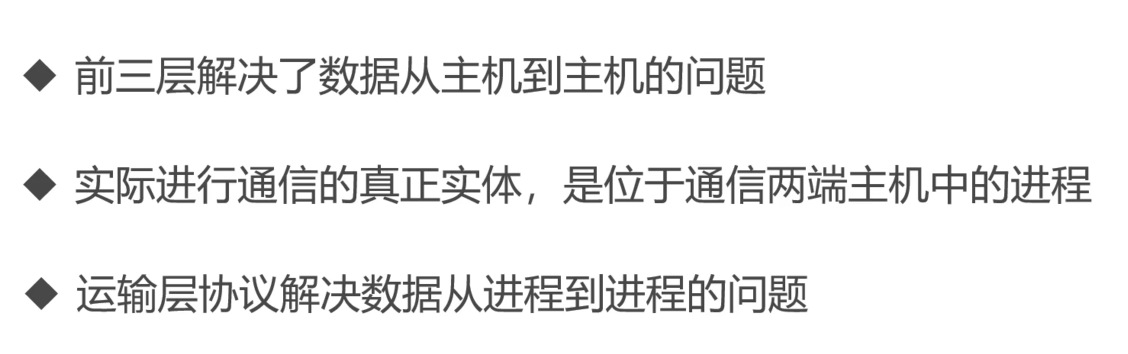 ◆ 前三层解决了数据从主机到主机的问题
◆ 实际进行通信的真正实体，是位于通信两端主机中的进程
◆ 运输层协议解决数据从进程到进程的问题